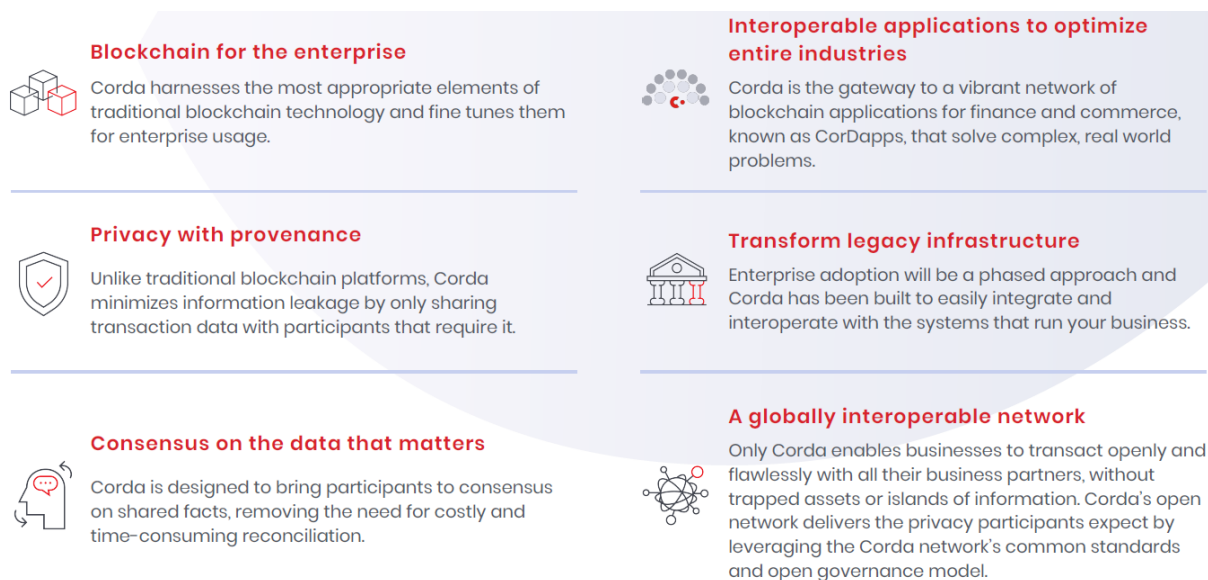 Blockchain for the enterprise
Corda harnesses the most appropriate elements of
traditional blockchain technology and fine tunes them
for enterprise usage.
Interoperable applications to optimize
entire industries
Corda is the gateway to a vibrant network of
blockchain applications for finance and commerce,
known as CorDapps, that solve complex, real world
problems.
Privacy with provenance
Unlike traditional blockchain platforms, Corda
minimizes information leakage by only sharing
transaction data with participants that require it.
Transform legacy infrastructure
Enterprise adoption will be a phased approach and
Corda has been built to easily integrate and
interoperate with the systems that run your business.
Consensus on the data that matters
Corda is designed to bring participants to consensus
on shared facts, removing the need for costly and
time-consuming reconciliation.
A globally interoperable network
Only Corda enables businesses to transact openly and
flawlessly with all their business partners, without
trapped assets or islands of information. Corda's open
network delivers the privacy participants expect by
leveraging the Corda network's common standards
and open governance model.